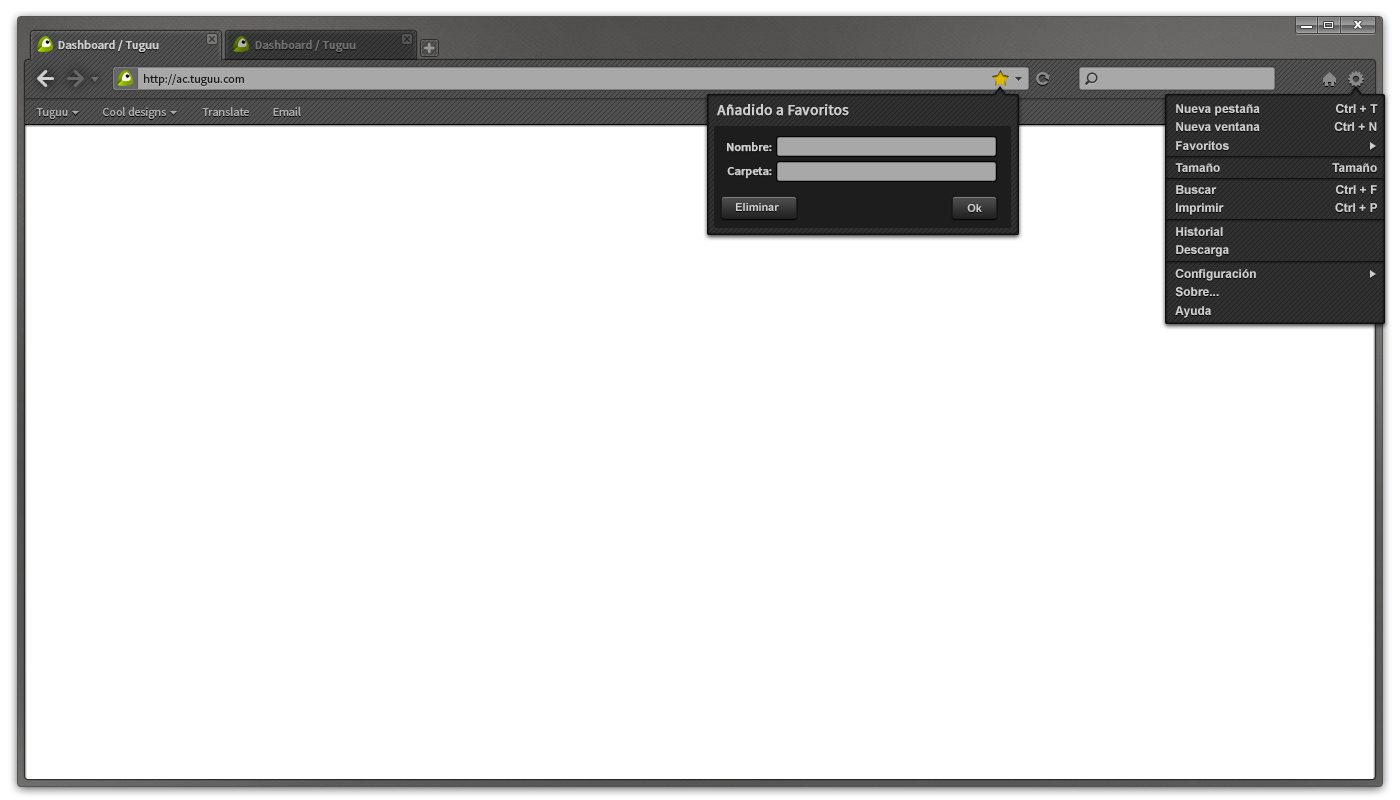 Dashboard / Tuguu
Dashboard / Tuguu
http://ac.tuguu.com
Tuguu
Cool designs
Translate
Email
Añadido a Favoritos
Nombre:
Carpeta:
Eliminar
Ok
Nueva pestaña Ctrl + T
Nueva ventana Ctrl + N
Favoritos
Tamaño Tamaño
Buscar Ctrl + F
Imprimir Ctrl + P
Historial
Descarga
Configuración
Sobre...
Ayuda